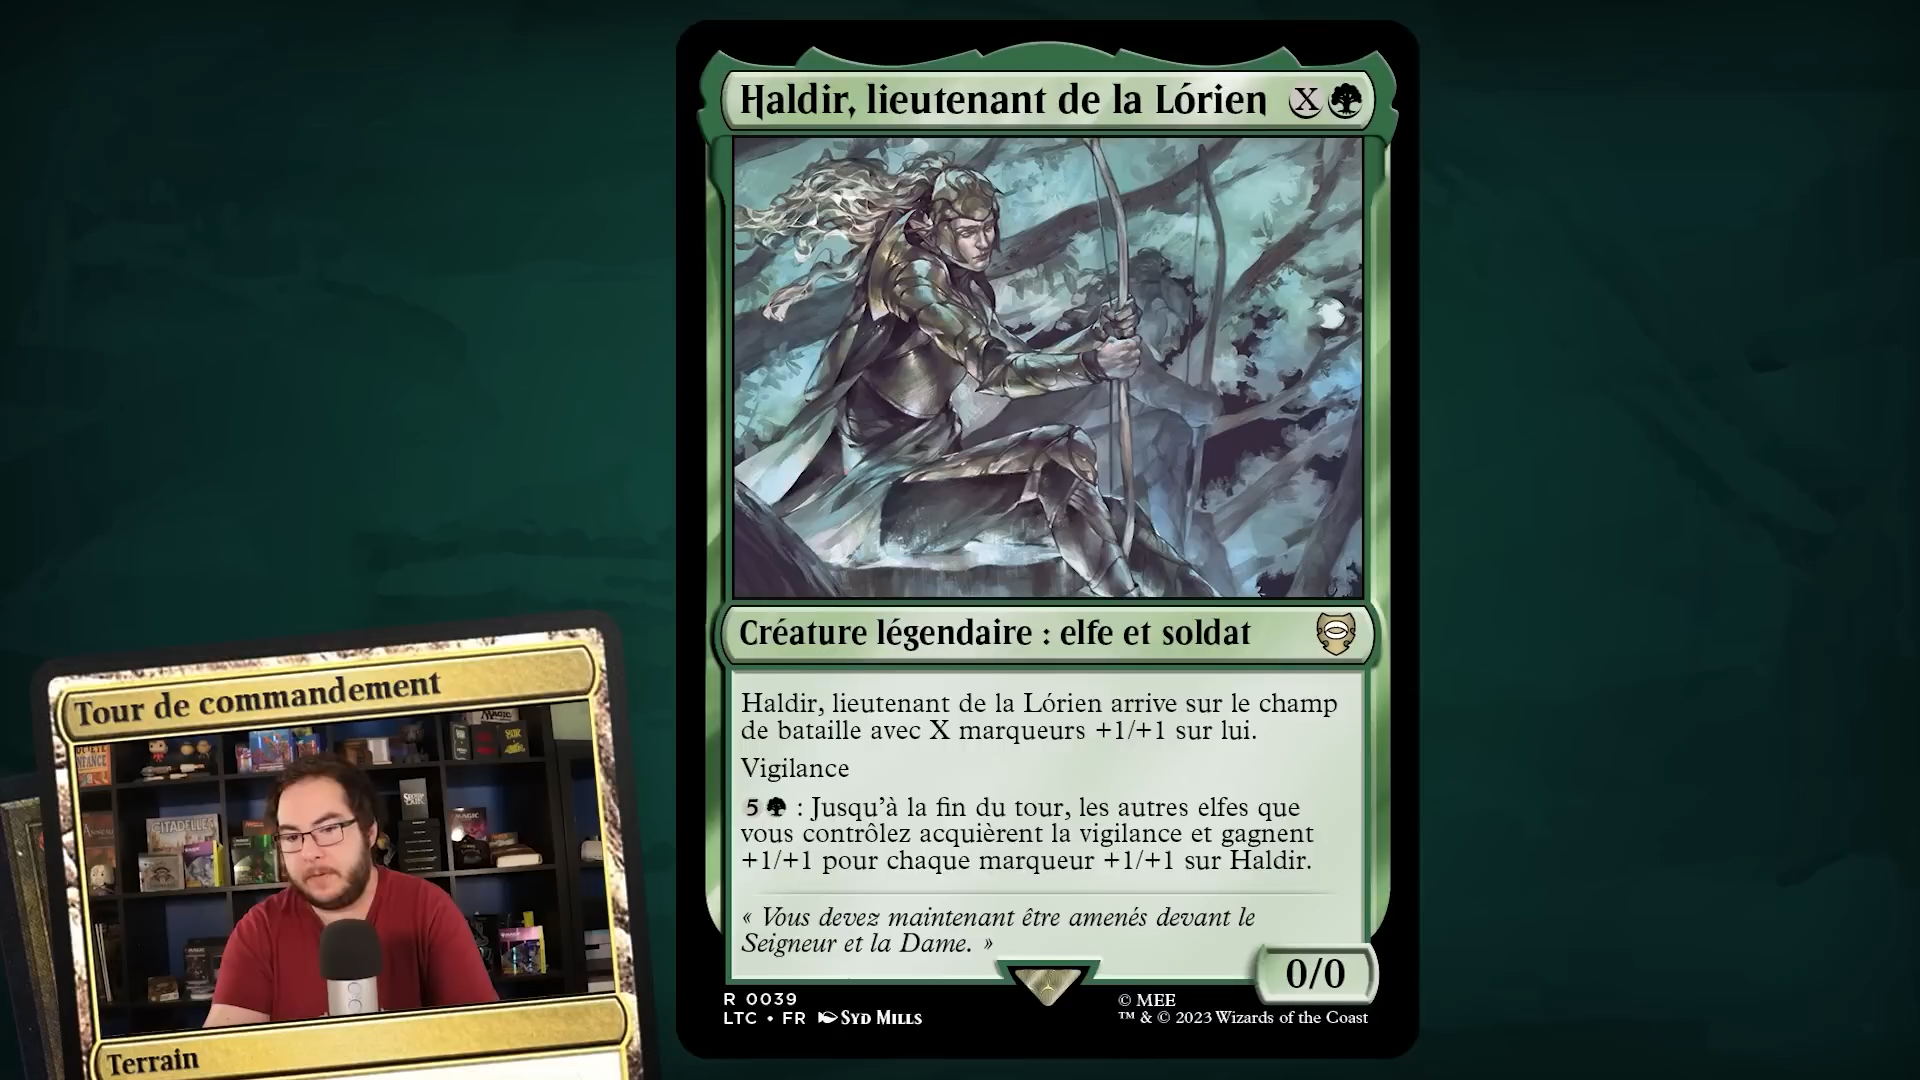 Haldir, lieutenant de la Lórien X
Créature légendaire : elfe et soldat
Haldir, lieutenant de la Lórien arrive sur le champ
de bataille avec X marqueurs +1/+1 sur lui.
Vigilance
5 : Jusqu'à la fin du tour, les autres elfes que
vous contrôlez acquièrent la vigilance et gagnent
+1/+1 pour chaque marqueur +1/+1 sur Haldir.
« Vous devez maintenant être amenés devant le
Seigneur et la Dame. »
0/0
R 0039
LTC • FR Syd Mills
© MEE
™ & © 2023 Wizards of the Coast
Tour de commandement
MAGIC
CITADELLES
MAGIC
Terrain